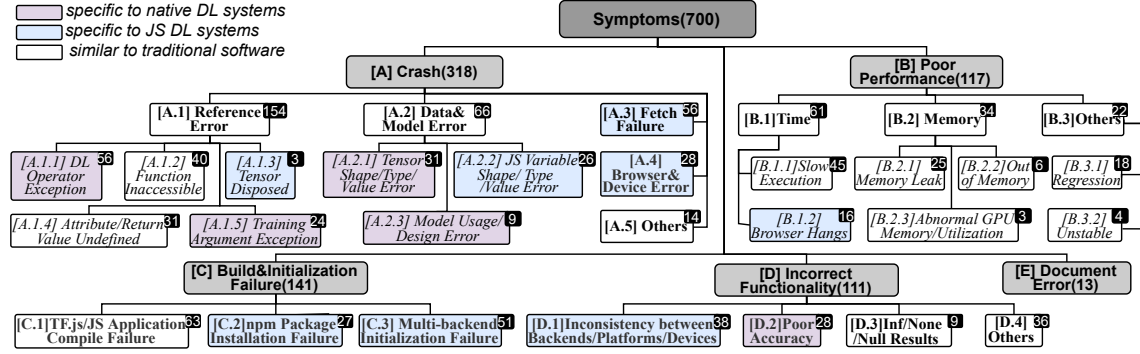 specific to native DL systems
specific to JS DL systems
similar to traditional software
Symptoms(700)
[A] Crash(318)
[B] Poor
Performance(117)
[A.1] Reference
Error
154
[A.2] Data&
Model Error
66
[A.3] Fetch
Failure
56
[B.1]Time
61
[B.2] Memory
34
[B.3]Others
22
[A.1.1] DL
Operator
Exception
56
[A.1.2]
Function
Inaccessible
40
[A.1.3]
Tensor
Disposed
3
[A.2.1] Tensor
Shape/Type/
Value Error
31
[A.2.2] JS Variable
Shape/ Type
/Value Error
26
[A.4]
Browser&
Device Error
28
[B.1.1]Slow
Execution
45
[B.2.1]
Memory Leak
25
[B.2.2]Out
of Memory
6
[B.3.1]
Regression
18
[A.1.4] Attribute/Return
Value Undefined
31
[A.1.5] Training
Argument Exception
24
[A.2.3] Model Usage/
Design Error
9
[A.5] Others
14
[B.1.2]
Browser Hangs
16
[B.2.3]Abnormal GPU
Memory/Utilization
3
[B.3.2]
Unstable
4
[C] Build&Initialization
Failure(141)
[D] Incorrect
Functionality(111)
[E] Document
Error(13)
[C.1]TF.js/JS Application
Compile Failure
63
[C.2]npm Package
Installation Failure
27
[C.3] Multi-backend
Initialization Failure
51
[D.1]Inconsistency between
Backends/Platforms/Devices
38
[D.2]Poor
Accuracy
28
[D.3]Inf/None
/Null Results
9
[D.4]
Others
36